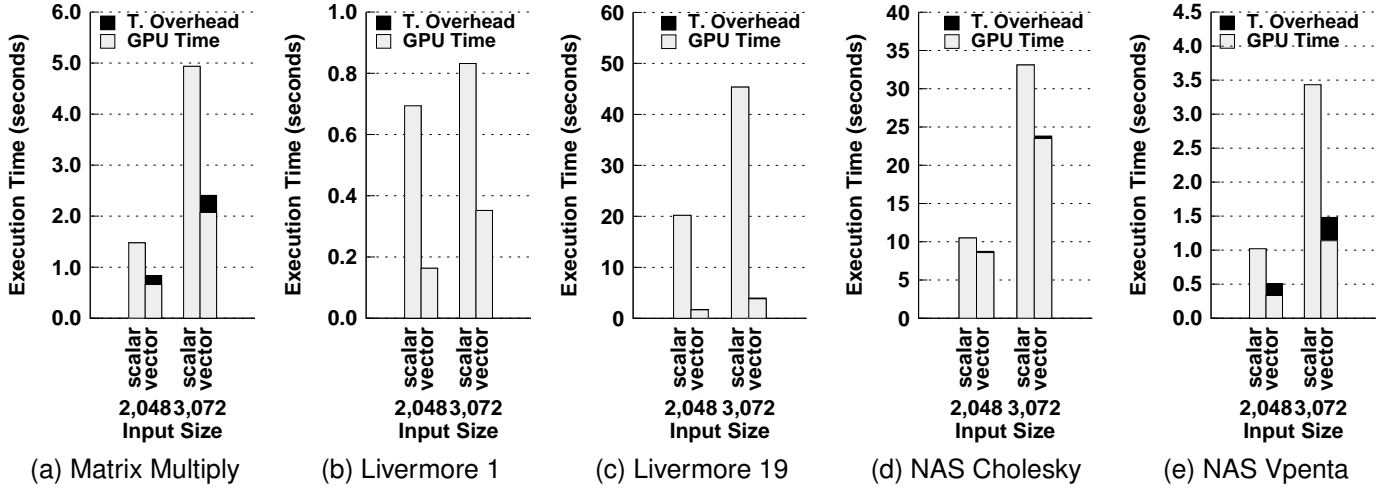 Execution Time (seconds)
6.0
5.0
4.0
3.0
2.0
1.0
0.0
T. Overhead
GPU Time
scalar
vector
scalar
vector
2,048 3,072
Input Size
(a) Matrix Multiply
Execution Time (seconds)
1.0
0.8
0.6
0.4
0.2
0.0
T. Overhead
GPU Time
scalar
vector
scalar
vector
2,048 3,072
Input Size
(b) Livermore 1
Execution Time (seconds)
60
50
40
30
20
10
0
T. Overhead
GPU Time
scalar
vector
scalar
vector
2,048 3,072
Input Size
(c) Livermore 19
Execution Time (seconds)
40
35
30
25
20
15
10
5
0
T. Overhead
GPU Time
scalar
vector
scalar
vector
2,048 3,072
Input Size
(d) NAS Cholesky
Execution Time (seconds)
4.5
4.0
3.5
3.0
2.5
2.0
1.5
1.0
0.5
0.0
T. Overhead
GPU Time
scalar
vector
scalar
vector
2,048 3,072
Input Size
(e) NAS Vpenta